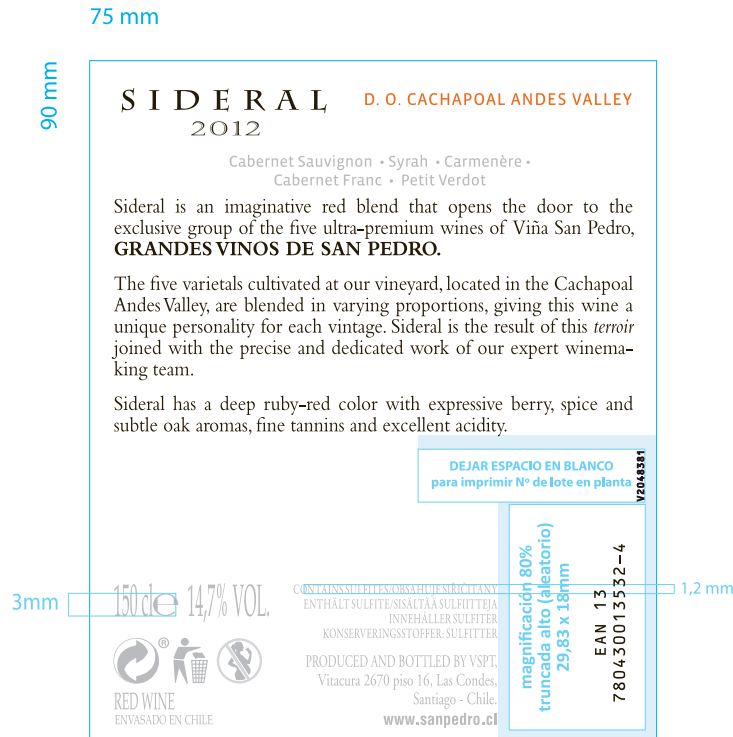 75 mm
90 mm
SIDERAL
2012
D. O. CACHAPOAL ANDES VALLEY
Cabernet Sauvignon • Syrah • Carmenère •
Cabernet Franc • Petit Verdot
Sideral is an imaginative red blend that opens the door to the
exclusive group of the five ultra-premium wines of Viña San Pedro,
GRANDES VINOS DE SAN PEDRO.
The five varietals cultivated at our vineyard, located in the Cachapoal
Andes Valley, are blended in varying proportions, giving this wine a
unique personality for each vintage. Sideral is the result of this terroir
joined with the precise and dedicated work of our expert winema-
king team.
Sideral has a deep ruby-red color with expressive berry, spice and
subtle oak aromas, fine tannins and excellent acidity.
DEJAR ESPACIO EN BLANCO
para imprimir Nº de lote en planta
V2048381
3mm
150 cl e 14,7% VOL.
®
RED WINE
ENVASADO EN CHILE
CONTAINS SULFITES/OBSAHUJE SIŘIČITANY
ENTHÄLT SULFITE/SISÄLTÄÄ SULFIITTEJA
INNEHÅLLER SULFITER
KONSERVERINGSSTOFFER: SULFITTER
PRODUCED AND BOTTLED BY VSPT,
Vitacura 2670 piso 16, Las Condes,
Santiago - Chile.
www.sanpedro.cl
magnificación 80%
truncada alto (aleatorio)
29,83 x 18mm
EAN 13
780430013532-4
1,2 mm